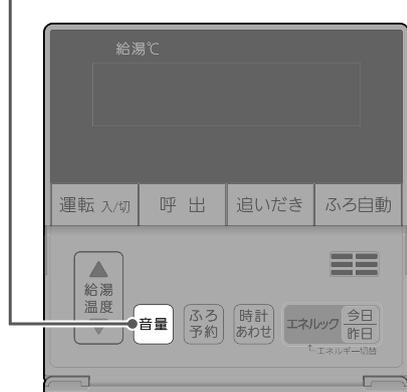 給湯℃
運転 入/切 呼出 追いだき ふろ自動
給湯
温度
音量
ふろ
予約
時計
あわせ
エネルック
今日
昨日
エネルギー切替